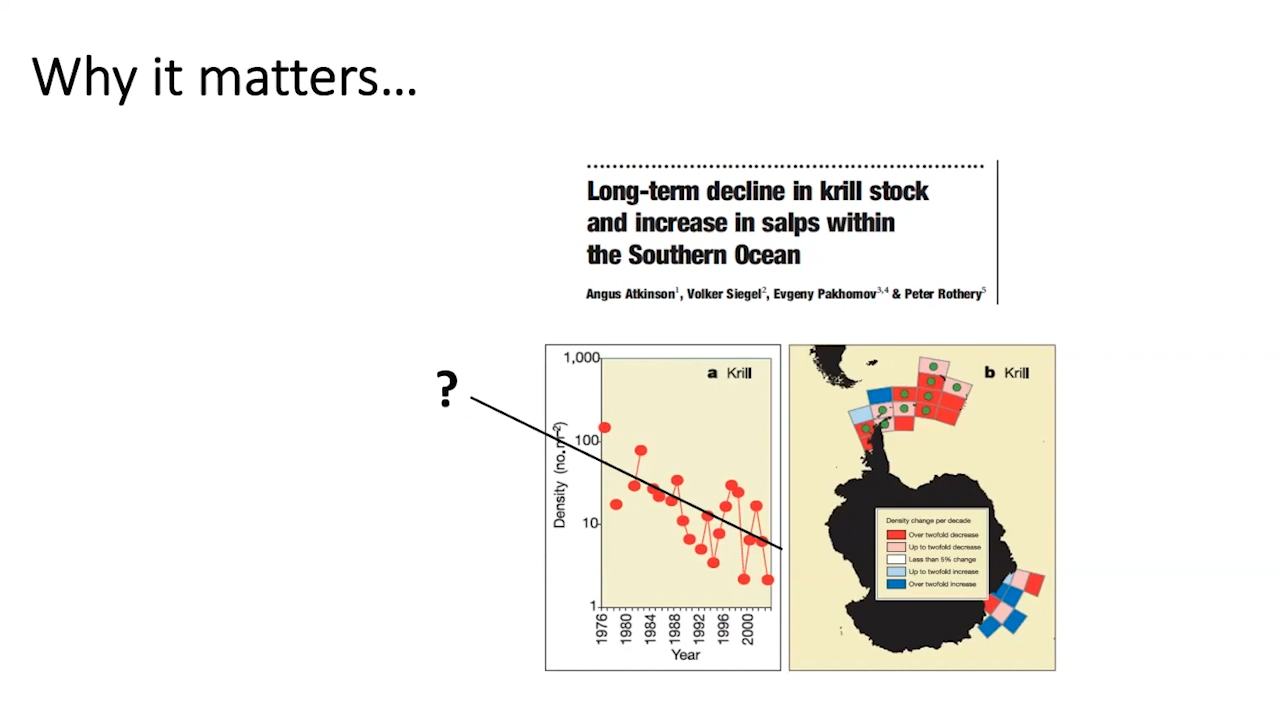 Why it matters...
Long-term decline in krill stock
and increase in salps within
the Southern Ocean
Angus Atkinson1, Volker Siegel2, Evgeny Pakhomov3,4 & Peter Rothery5
?
1,000
100
10
1
Density (no. m–2)
a Krill
1976
1980
1984
1988
1992
1996
2000
Year
b Krill
Density change per decade
Over twofold decrease
Up to twofold decrease
Less than 5% change
Up to twofold increase
Over twofold increase